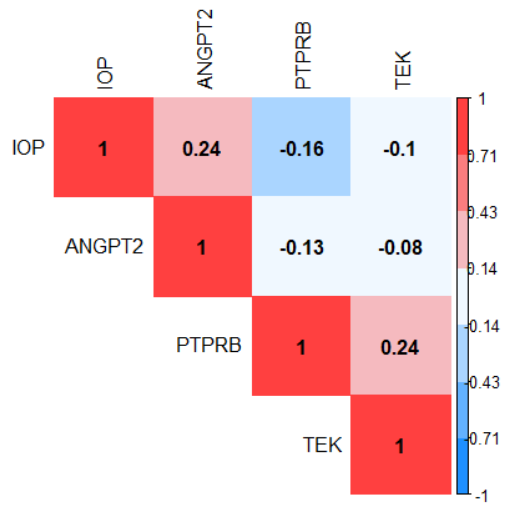 IOP ANGPT2 PTPRB TEK
IOP 1 0.24 -0.16 -0.1
ANGPT2 1 -0.13 -0.08
PTPRB 1 0.24
TEK 1
1
0.71
0.43
0.14
-0.14
-0.43
-0.71
-1